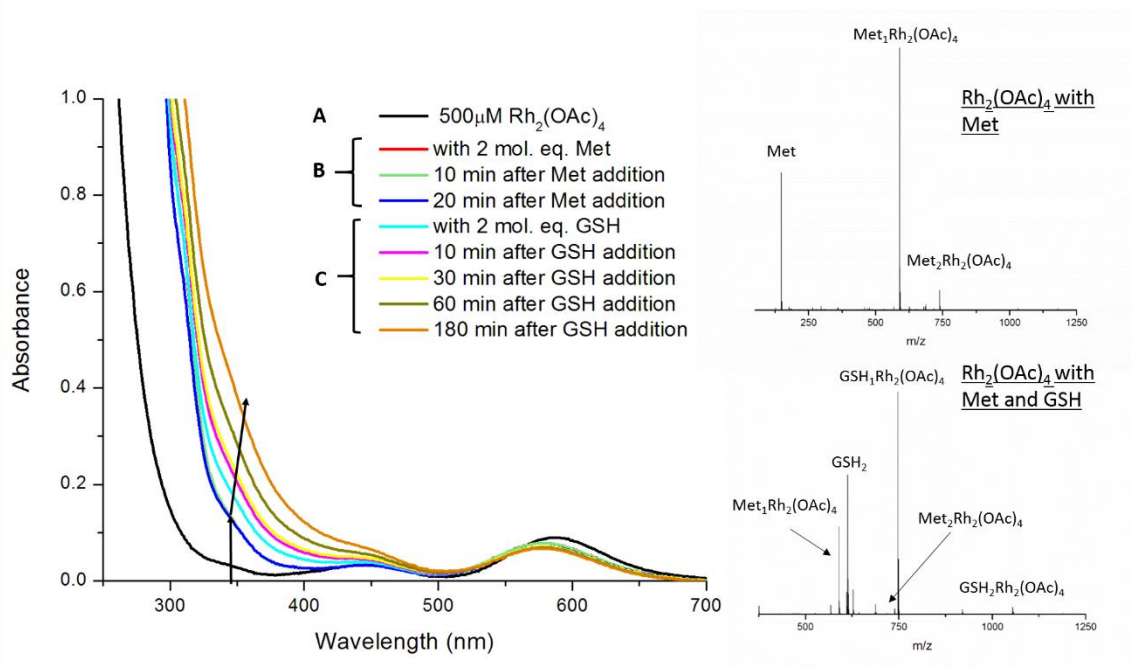 A
500μM Rh₂(OAc)₄
B
with 2 mol. eq. Met
10 min after Met addition
20 min after Met addition
C
with 2 mol. eq. GSH
10 min after GSH addition
30 min after GSH addition
60 min after GSH addition
180 min after GSH addition
Absorbance
1.0
0.8
0.6
0.4
0.2
0.0
300
400
500
600
700
Wavelength (nm)
Met₁Rh₂(OAc)₄
Rh₂(OAc)₄ with
Met
Met
Met₂Rh₂(OAc)₄
250
500
750
1000
1250
m/z
GSH₁Rh₂(OAc)₄
Rh₂(OAc)₄ with
Met and GSH
GSH₂
Met₁Rh₂(OAc)₄
Met₂Rh₂(OAc)₄
GSH₂Rh₂(OAc)₄
500
750
1000
1250
m/z